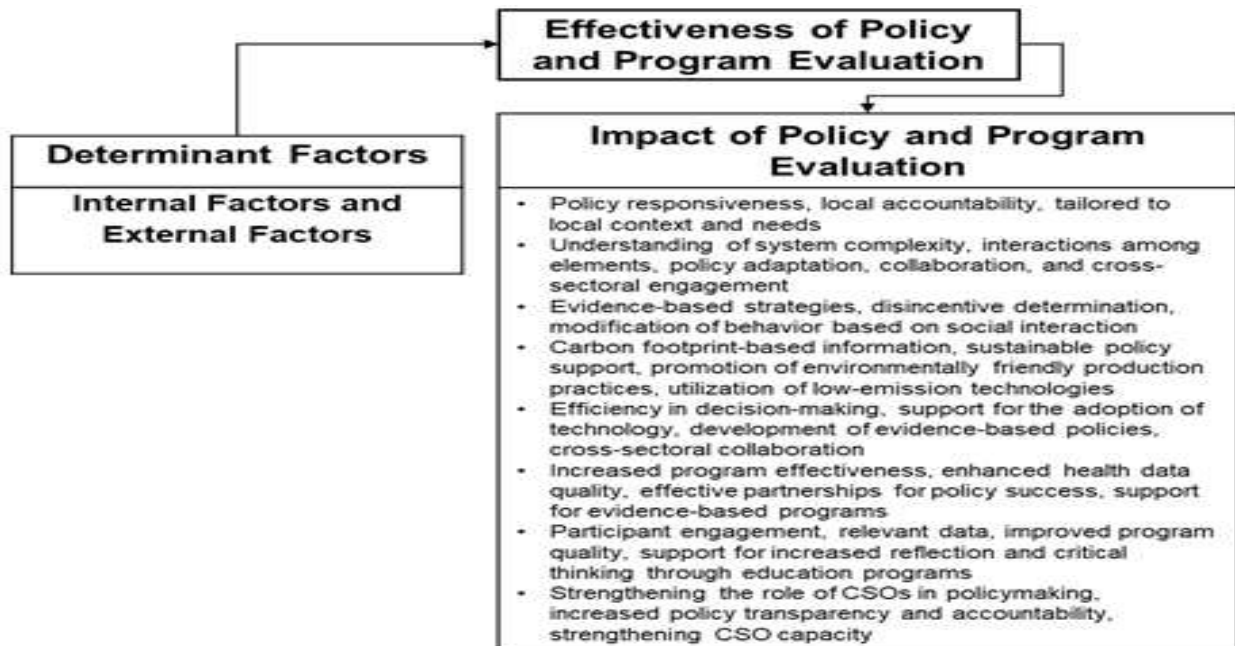 Effectiveness of Policy
and Program Evaluation
Determinant Factors
Internal Factors and
External Factors
Impact of Policy and Program
Evaluation
• Policy responsiveness, local accountability, tailored to
local context and needs
• Understanding of system complexity, interactions among
elements, policy adaptation, collaboration, and cross-
sectoral engagement
• Evidence-based strategies, disincentive determination,
modification of behavior based on social interaction
• Carbon footprint-based information, sustainable policy
support, promotion of environmentally friendly production
practices, utilization of low-emission technologies
• Efficiency in decision-making, support for the adoption of
technology, development of evidence-based policies,
cross-sectoral collaboration
• Increased program effectiveness, enhanced health data
quality, effective partnerships for policy success, support
for evidence-based programs
• Participant engagement, relevant data, improved program
quality, support for increased reflection and critical
thinking through education programs
• Strengthening the role of CSOs in policymaking,
increased policy transparency and accountability,
strengthening CSO capacity